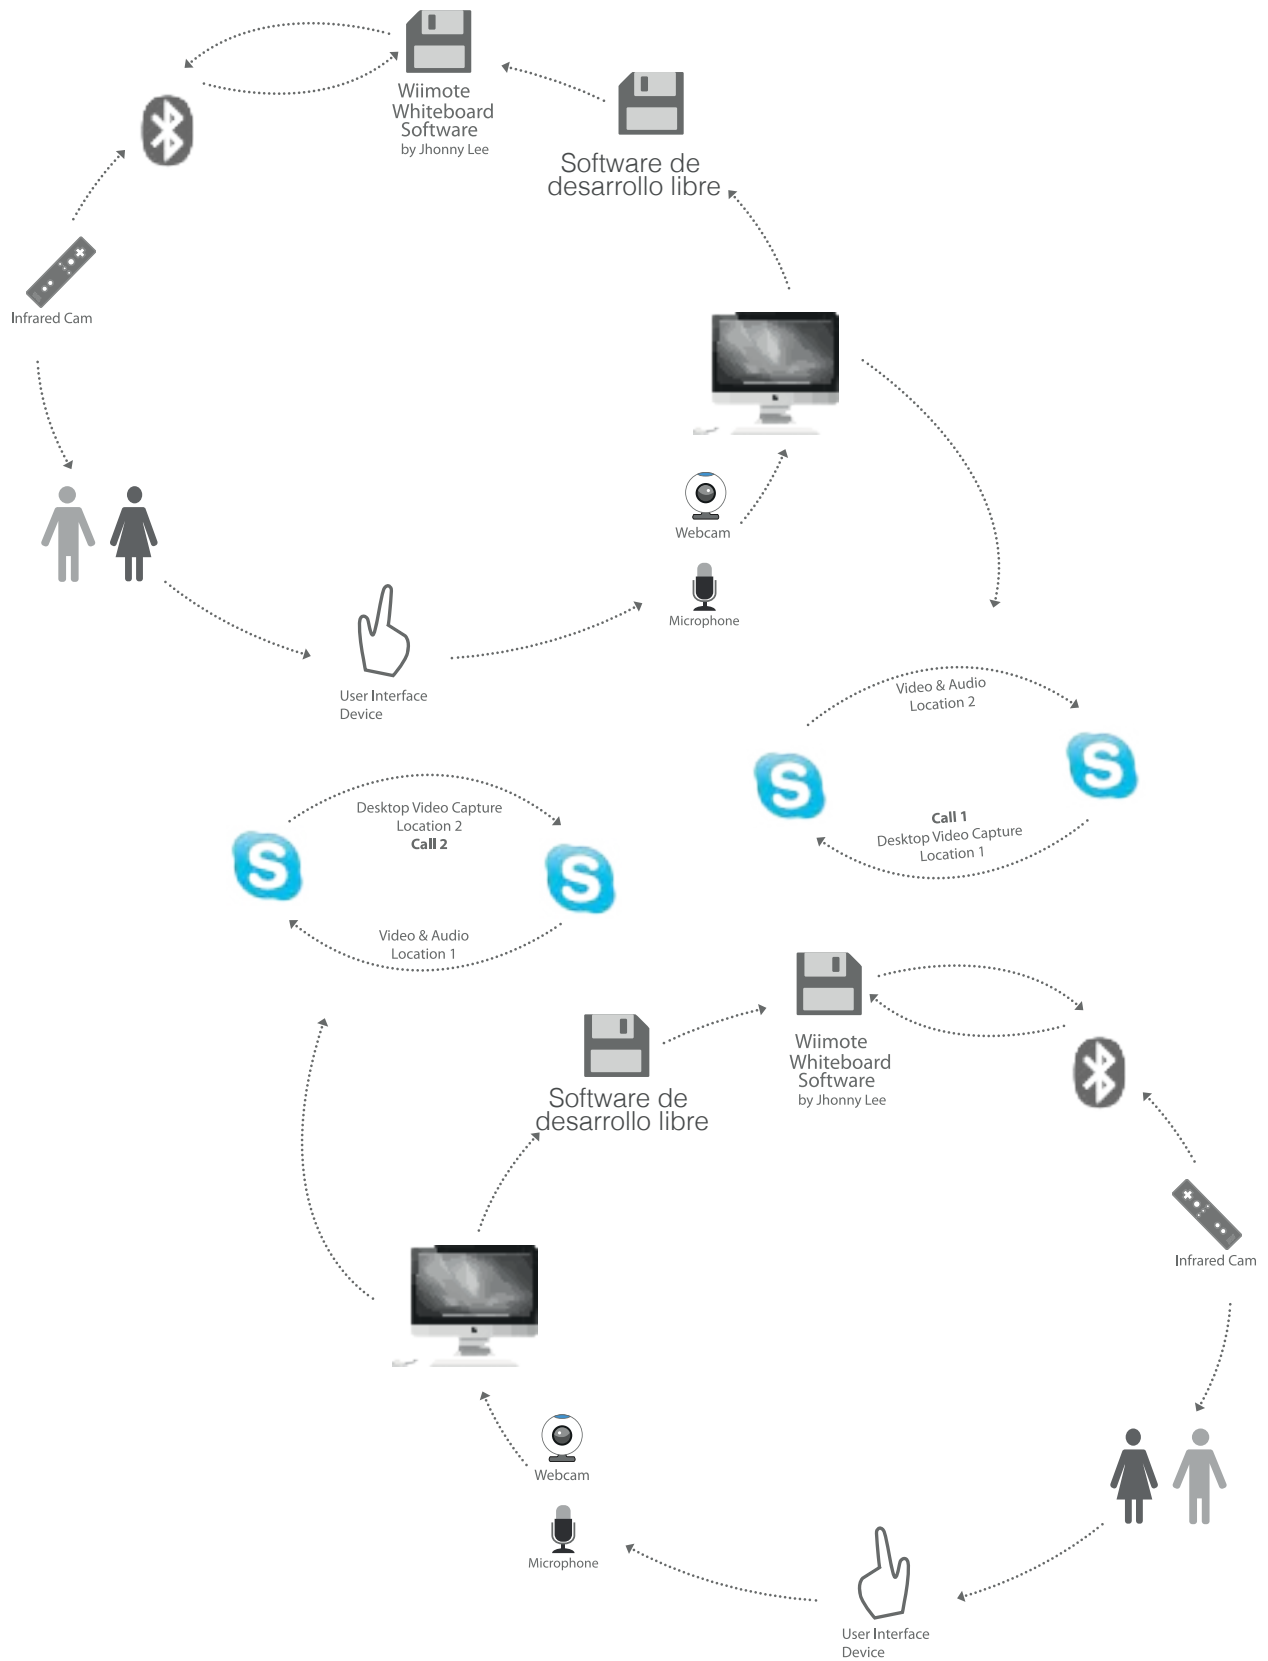 Wiimote
Whiteboard
Software
by Jhonny Lee
Software de
desarrollo libre
Infrared Cam
Webcam
Microphone
User Interface
Device
Video & Audio
Location 2
S
S
Call 1
Desktop Video Capture
Location 1
Desktop Video Capture
Location 2
Call 2
S
S
Video & Audio
Location 1
Wiimote
Whiteboard
Software
by Jhonny Lee
Software de
desarrollo libre
Infrared Cam
Webcam
Microphone
User Interface
Device